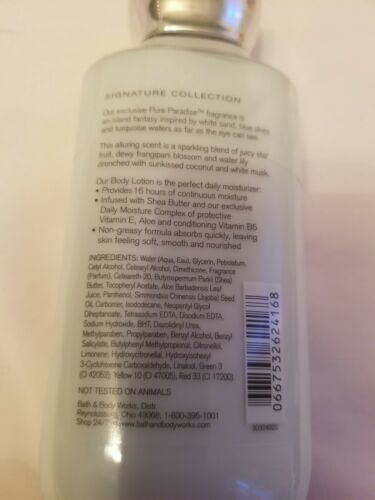 SIGNATURE COLLECTION
Our exclusive Pure Paradise™ fragrance is
an island fantasy inspired by white sand, blue skies
and turquoise waters as far as the eye can see.
This alluring scent is a sparkling blend of juicy star
fruit, dewy frangipani blossom and water lily
drenched with sunkissed coconut and white musk.
Our Body Lotion is the perfect daily moisturizer:
• Provides 16 hours of continuous moisture
• Infused with Shea Butter and our exclusive
Daily Moisture Complex of protective
Vitamin E, Aloe and conditioning Vitamin B5
• Non-greasy formula absorbs quickly, leaving
skin feeling soft, smooth and nourished
INGREDIENTS: Water (Aqua, Eau), Glycerin, Petrolatum,
Cetyl Alcohol, Cetearyl Alcohol, Dimethicone, Fragrance
(Parfum), Ceteareth-20, Butyrospermum Parkii (Shea)
Butter, Tocopheryl Acetate, Aloe Barbadensis Leaf
Juice, Panthenol, Simmondsia Chinensis (Jojoba) Seed
Oil, Carbomer, Isododecane, Neopentyl Glycol
Diheptanoate, Tetrasodium EDTA, Disodium EDTA,
Sodium Hydroxide, BHT, Diazolidinyl Urea,
Methylparaben, Propylparaben, Benzyl Alcohol, Benzyl
Salicylate, Butylphenyl Methylpropional, Citronellol,
Limonene, Hydroxycitronellal, Hydroxyisohexyl
3-Cyclohexene Carboxaldehyde, Linalool, Green 3
(CI 42053), Yellow 10 (CI 47005), Red 33 (CI 17200).
NOT TESTED ON ANIMALS
Bath & Body Works, Distr.
Reynoldsburg, Ohio 43068, 1-800-395-1001
Shop 24/7 www.bathandbodyworks.com
0667532624168